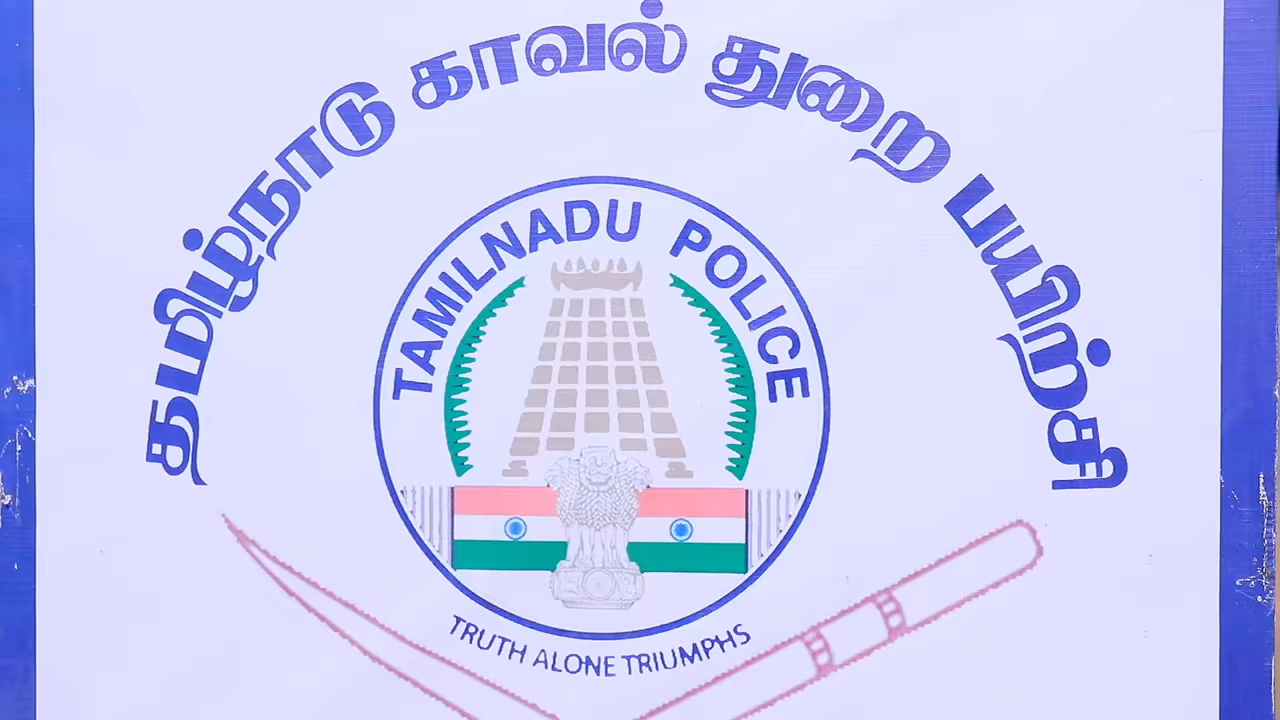 தமிழ்நாடு காவல் துறை பயிற்சி
TAMILNADU POLICE
TRUTH ALONE TRIUMPHS